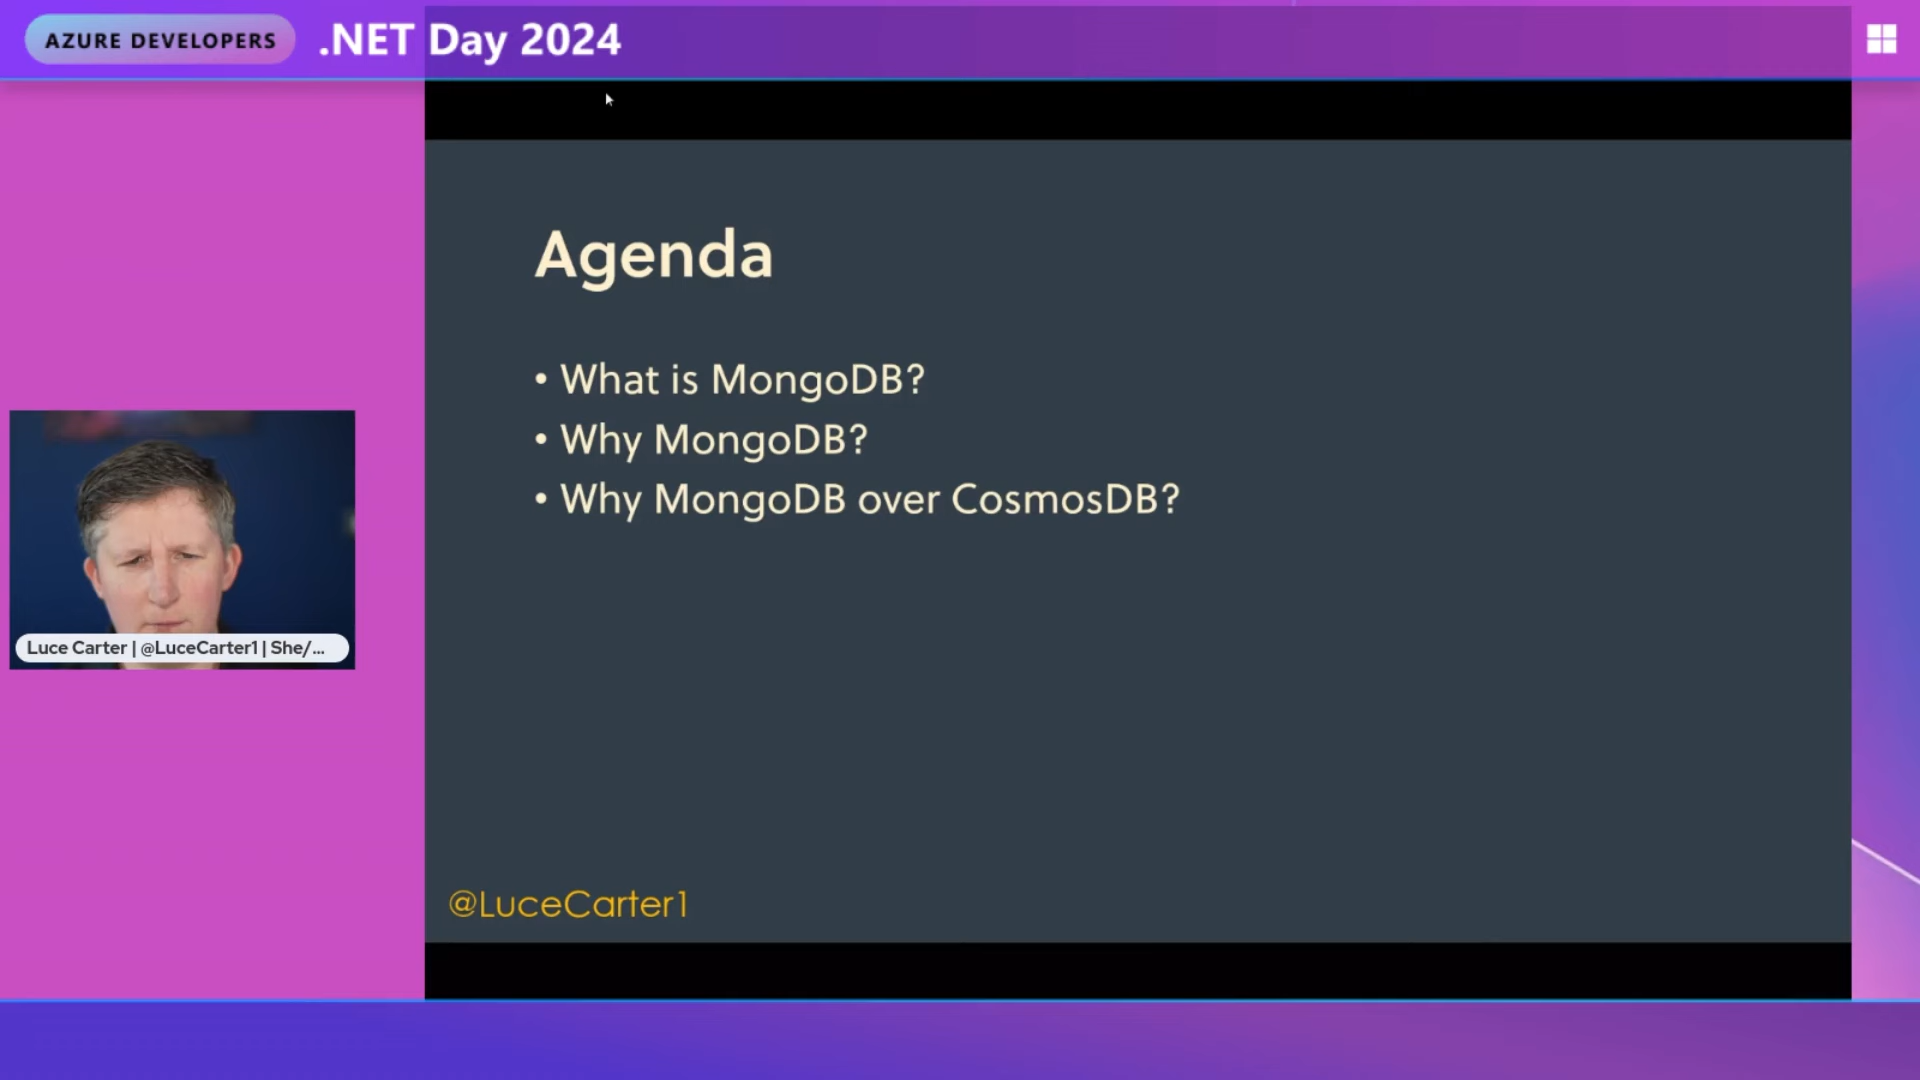 AZURE DEVELOPERS .NET Day 2024
Agenda
• What is MongoDB?
• Why MongoDB?
• Why MongoDB over CosmosDB?
Luce Carter | @LuceCarter1 | She/...
@LuceCarter1